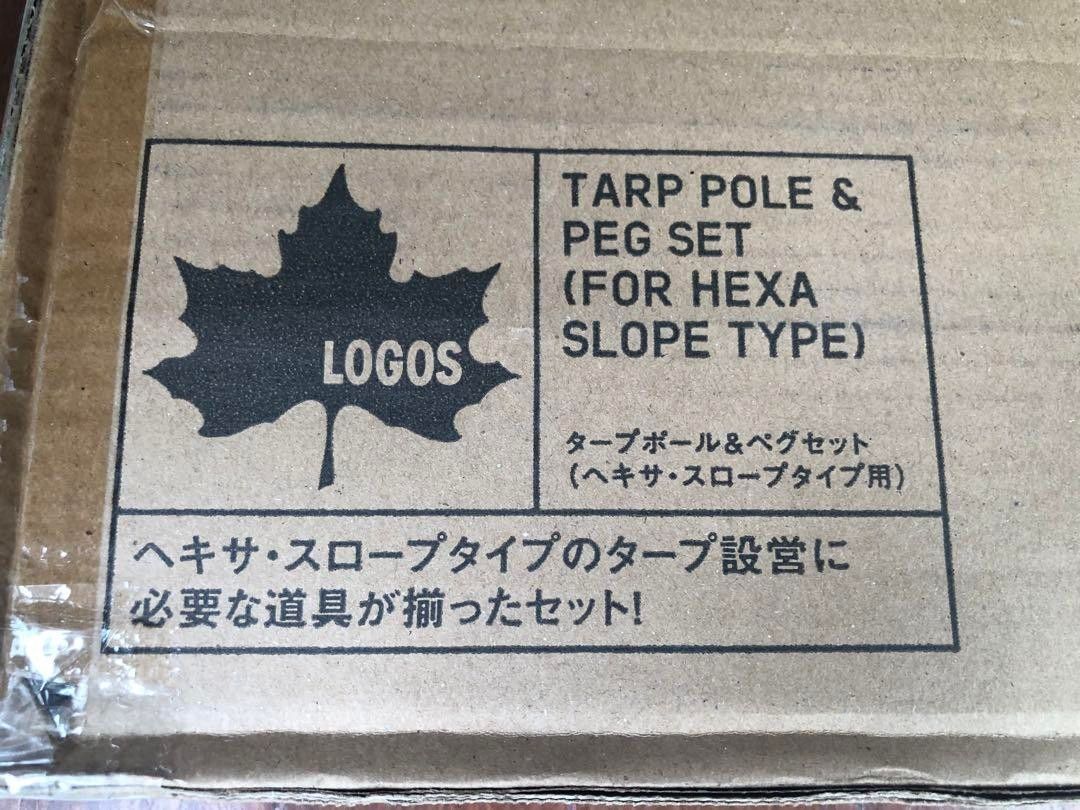 LOGOS
TARP POLE &
PEG SET
(FOR HEXA
SLOPE TYPE)
タープポール&ペグセット
(ヘキサ・スロープタイプ用)
ヘキサ・スロープタイプのタープ設営に
必要な道具が揃ったセット!